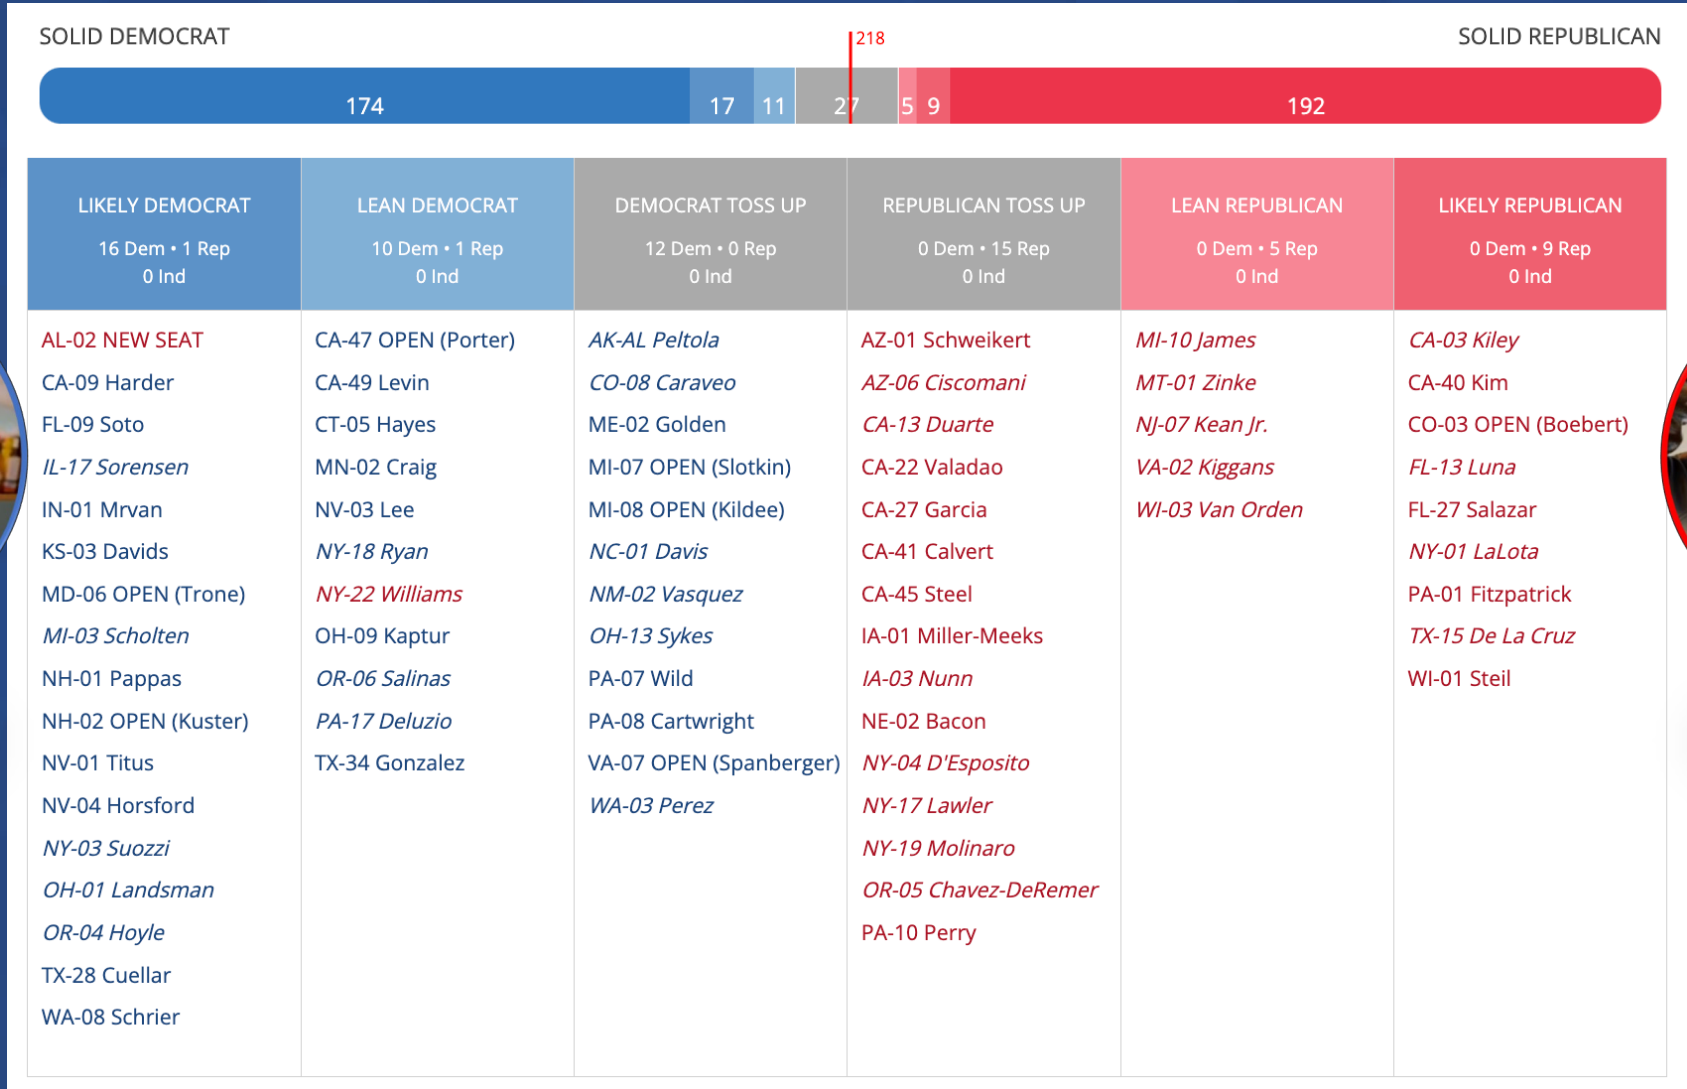 SOLID DEMOCRAT
218
SOLID REPUBLICAN
174
17
11
27
5
9
192
LIKELY DEMOCRAT
16 Dem • 1 Rep
0 Ind
AL-02 NEW SEAT
CA-09 Harder
FL-09 Soto
IL-17 Sorensen
IN-01 Mrvan
KS-03 Davids
MD-06 OPEN (Trone)
MI-03 Scholten
NH-01 Pappas
NH-02 OPEN (Kuster)
NV-01 Titus
NV-04 Horsford
NY-03 Suozzi
OH-01 Landsman
OR-04 Hoyle
TX-28 Cuellar
WA-08 Schrier
LEAN DEMOCRAT
10 Dem • 1 Rep
0 Ind
CA-47 OPEN (Porter)
CA-49 Levin
CT-05 Hayes
MN-02 Craig
NV-03 Lee
NY-18 Ryan
NY-22 Williams
OH-09 Kaptur
OR-06 Salinas
PA-17 Deluzio
TX-34 Gonzalez
DEMOCRAT TOSS UP
12 Dem • 0 Rep
0 Ind
AK-AL Peltola
CO-08 Caraveo
ME-02 Golden
MI-07 OPEN (Slotkin)
MI-08 OPEN (Kildee)
NC-01 Davis
NM-02 Vasquez
OH-13 Sykes
PA-07 Wild
PA-08 Cartwright
VA-07 OPEN (Spanberger)
WA-03 Perez
REPUBLICAN TOSS UP
0 Dem • 15 Rep
0 Ind
AZ-01 Schweikert
AZ-06 Ciscomani
CA-13 Duarte
CA-22 Valadao
CA-27 Garcia
CA-41 Calvert
CA-45 Steel
IA-01 Miller-Meeks
IA-03 Nunn
NE-02 Bacon
NY-04 D'Esposito
NY-17 Lawler
NY-19 Molinaro
OR-05 Chavez-DeRemer
PA-10 Perry
LEAN REPUBLICAN
0 Dem • 5 Rep
0 Ind
MI-10 James
MT-01 Zinke
NJ-07 Kean Jr.
VA-02 Kiggans
WI-03 Van Orden
LIKELY REPUBLICAN
0 Dem • 9 Rep
0 Ind
CA-03 Kiley
CA-40 Kim
CO-03 OPEN (Boebert)
FL-13 Luna
FL-27 Salazar
NY-01 LaLota
PA-01 Fitzpatrick
TX-15 De La Cruz
WI-01 Steil